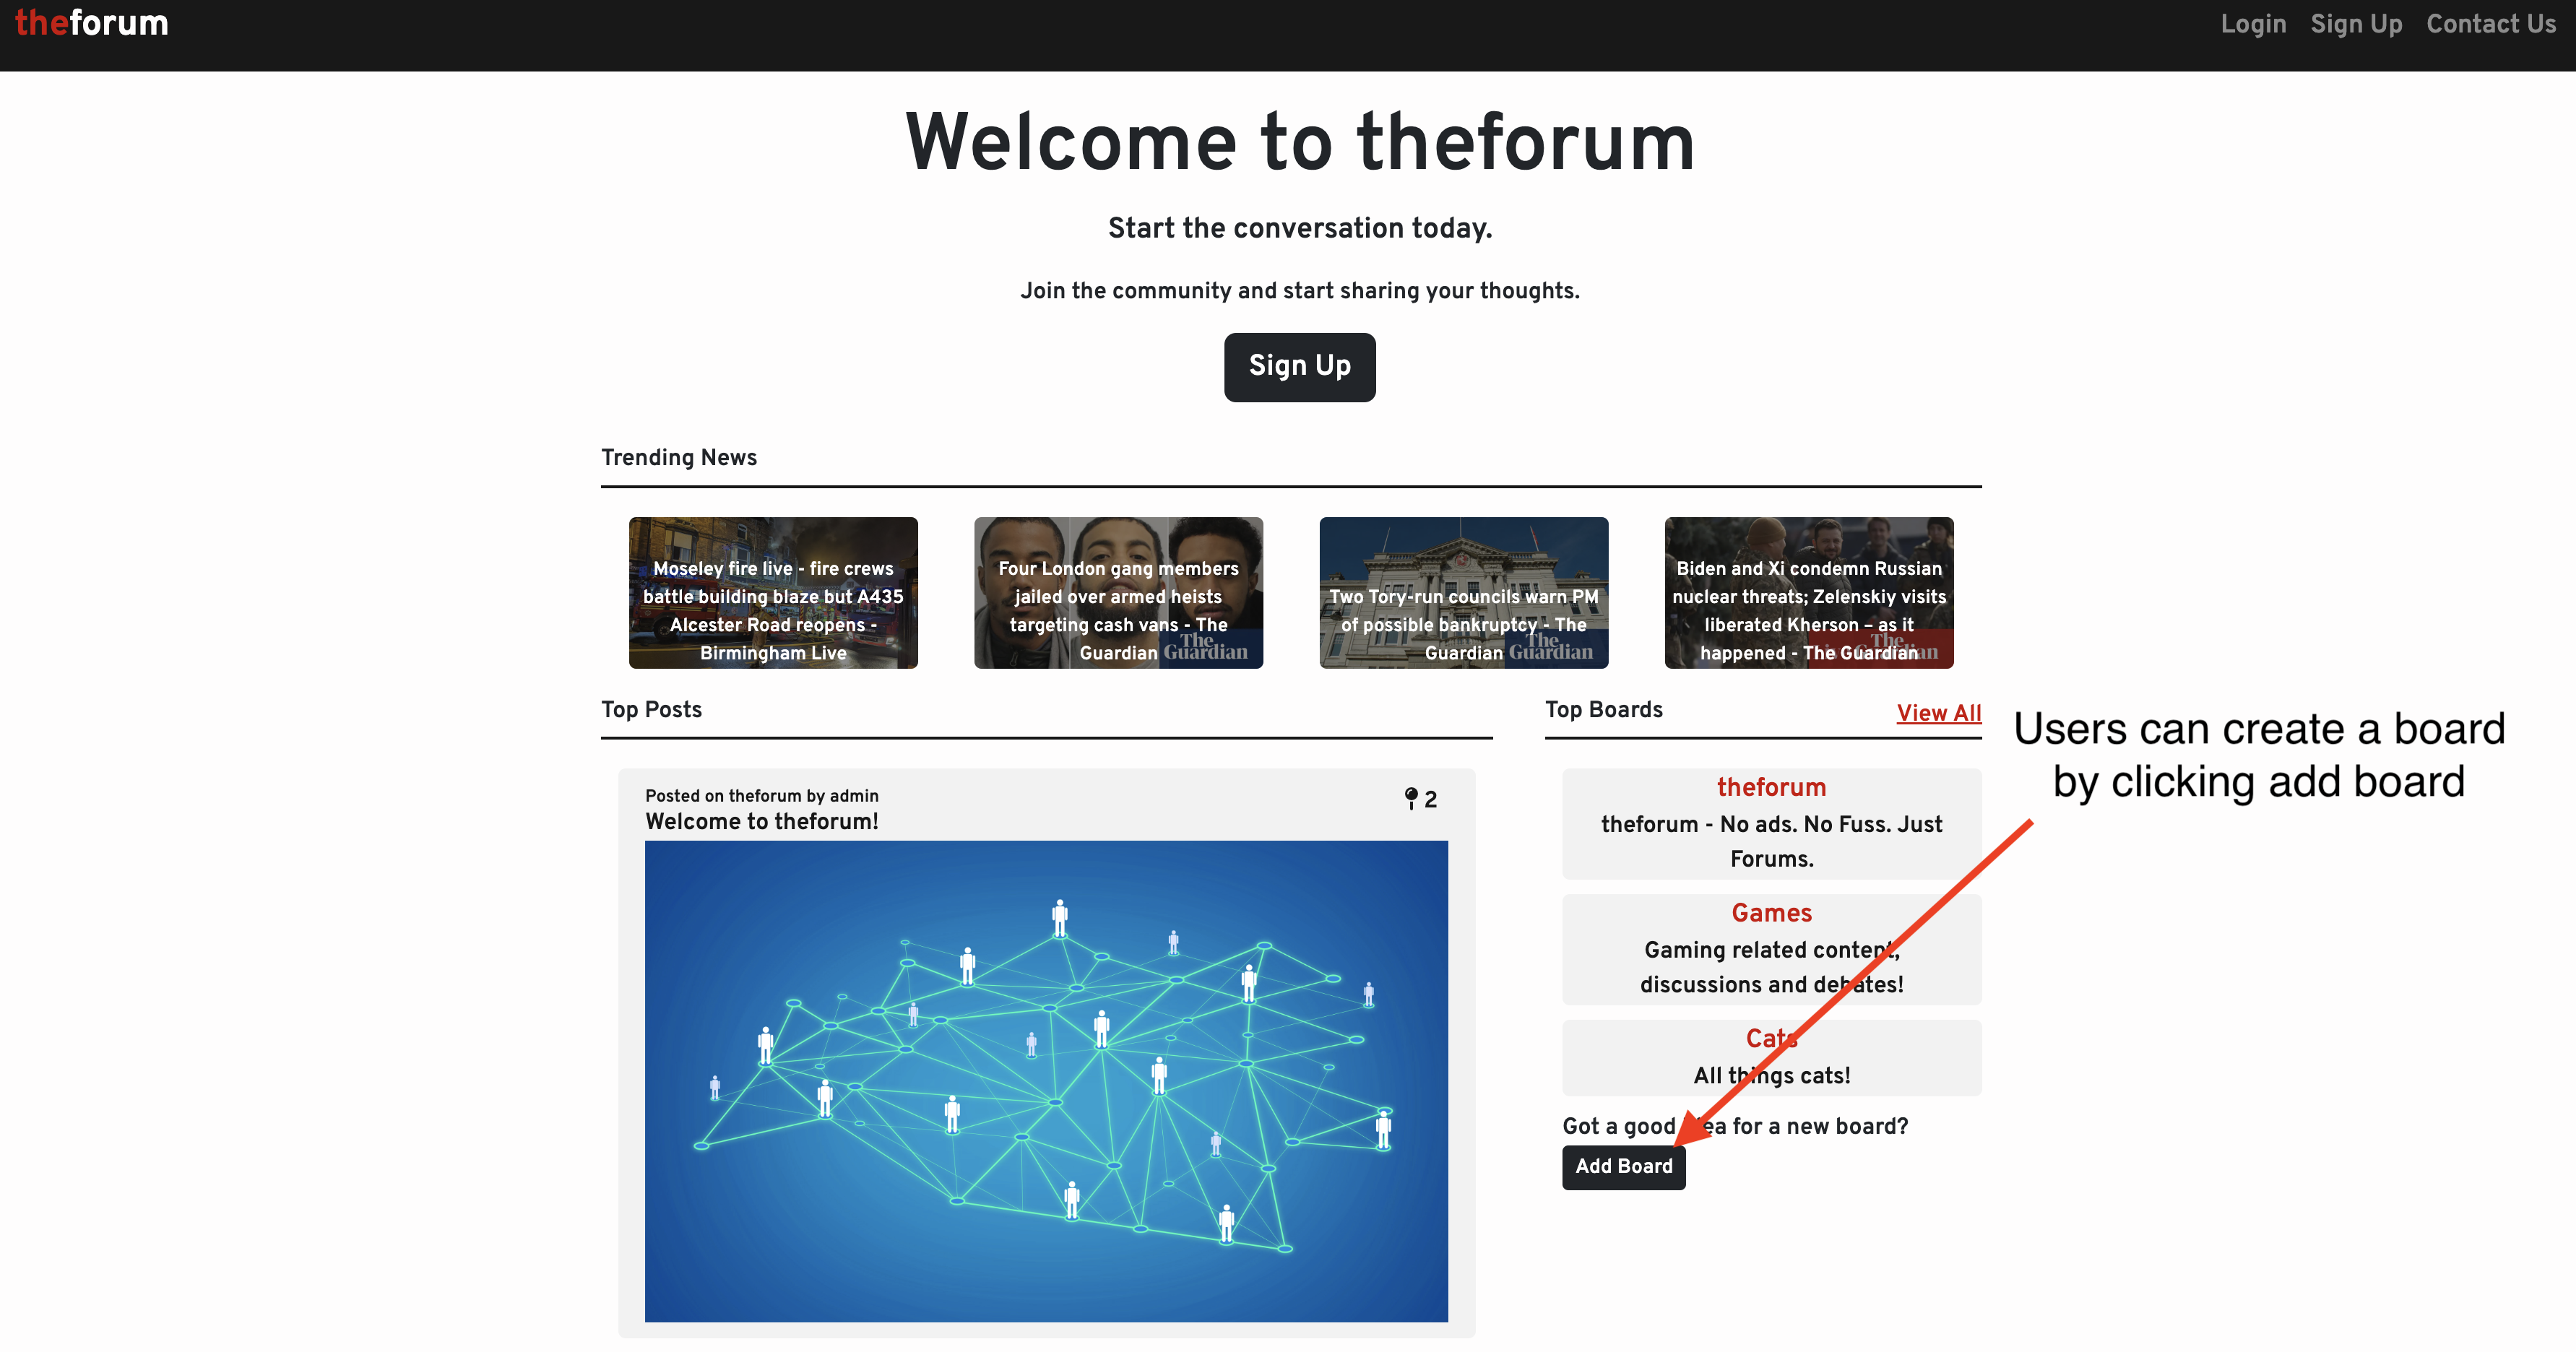 theforum
Login Sign Up Contact Us
Welcome to theforum
Start the conversation today.
Join the community and start sharing your thoughts.
Sign Up
Trending News
Moseley fire live - fire crews
battle building blaze but A435
Alcester Road reopens -
Birmingham Live
Four London gang members
jailed over armed heists
targeting cash vans - The
Guardian
The
Guardian
Two Tory-run councils warn PM
of possible bankruptcy - The
Guardian
The
Guardian
Biden and Xi condemn Russian
nuclear threats; Zelenskiy visits
liberated Kherson – as it
happened - The Guardian
The
Guardian
Top Posts
Posted on theforum by admin
2
Welcome to theforum!
Top Boards
View All
theforum
theforum - No ads. No Fuss. Just
Forums.
Games
Gaming related content,
discussions and debates!
Cats
All things cats!
Got a good idea for a new board?
Add Board
Users can create a board
by clicking add board